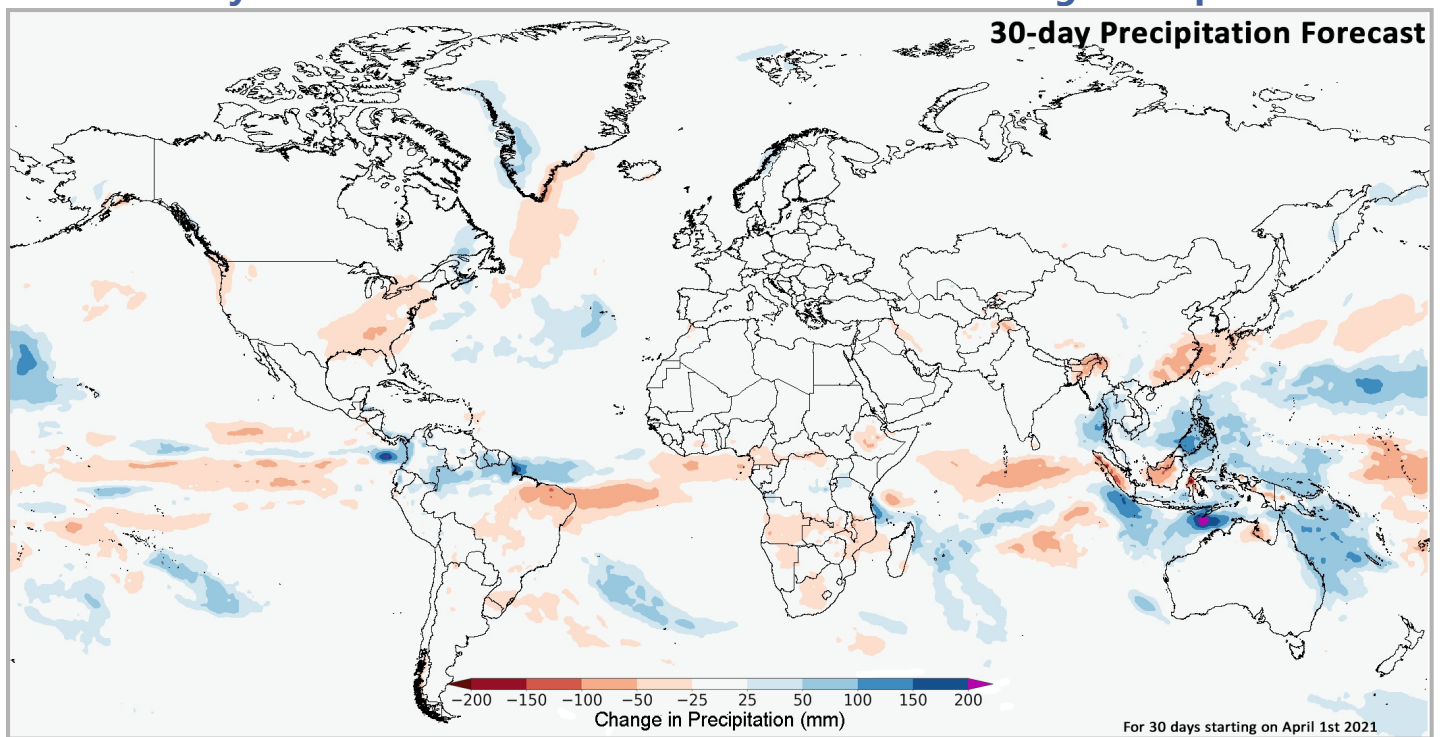 30-day Precipitation Forecast
−200 −150 −100 −50 −25 25 50 100 150 200
Change in Precipitation (mm)
For 30 days starting on April 1st 2021